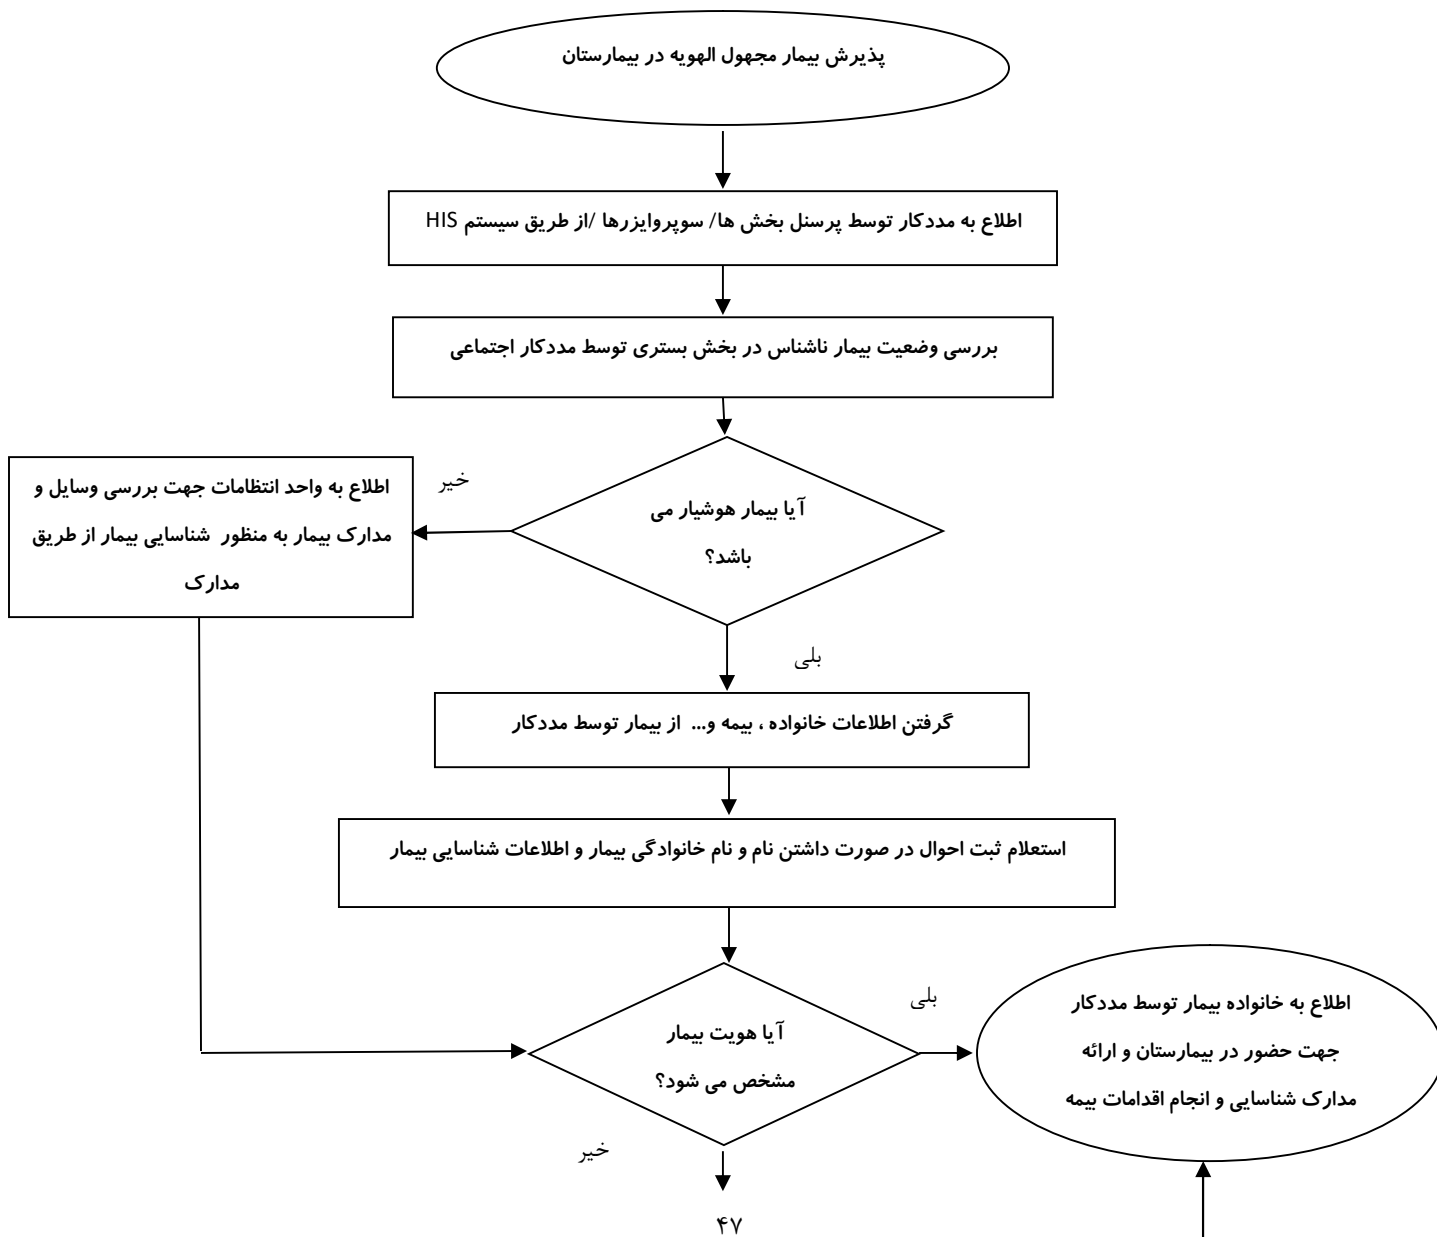 پذیرش بیمار مجهول الهویه در بیمارستان
اطلاع به مددکار توسط پرسنل بخش ها/ سوپروایزرها /از طریق سیستم HIS
بررسی وضعیت بیمار ناشناس در بخش بستری توسط مددکار اجتماعی
آیا بیمار هوشیار می
باشد؟
خیر
اطلاع به واحد انتظامات جهت بررسی وسایل و
مدارک بیمار به منظور شناسایی بیمار از طریق
مدارک
بلی
گرفتن اطلاعات خانواده ، بیمه و... از بیمار توسط مددکار
استعلام ثبت احوال در صورت داشتن نام و نام خانوادگی بیمار و اطلاعات شناسایی بیمار
آیا هویت بیمار
مشخص می شود؟
بلی
اطلاع به خانواده بیمار توسط مددکار
جهت حضور در بیمارستان و ارائه
مدارک شناسایی و انجام اقدامات بیمه
خیر
۴۷